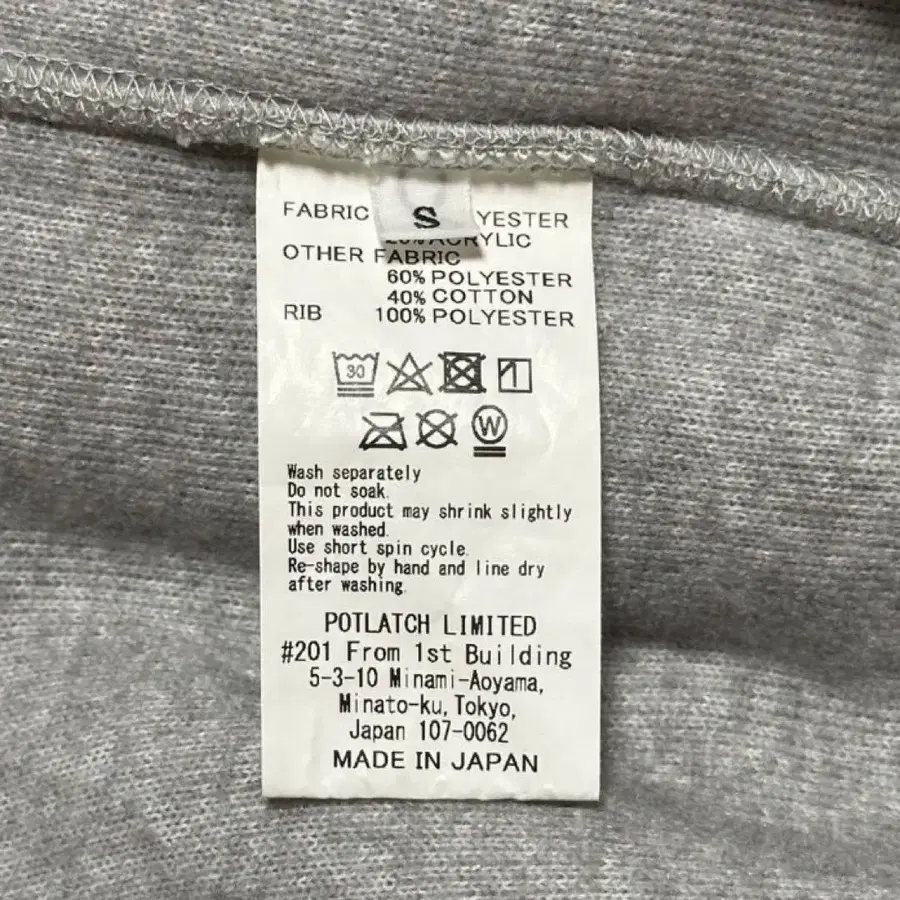 FABRIC
S
ACRYLIC
OTHER FABRIC
60% POLYESTER
40% COTTON
RIB 100% POLYESTER
30
W
Wash separately
Do not soak.
This product may shrink slightly
when washed.
Use short spin cycle.
Re-shape by hand and line dry
after washing.
POTLATCH LIMITED
#201 From 1st Building
5-3-10 Minami-Aoyama,
Minato-ku, Tokyo,
Japan 107-0062
MADE IN JAPAN